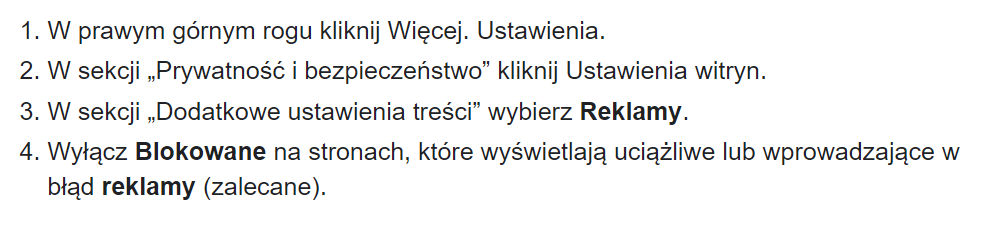 1. W prawym górnym rogu kliknij Więcej. Ustawienia.
2. W sekcji „Prywatność i bezpieczeństwo” kliknij Ustawienia witryn.
3. W sekcji „Dodatkowe ustawienia treści” wybierz Reklamy.
4. Wyłącz Blokowane na stronach, które wyświetlają uciążliwe lub wprowadzające w
błąd reklamy (zalecane).